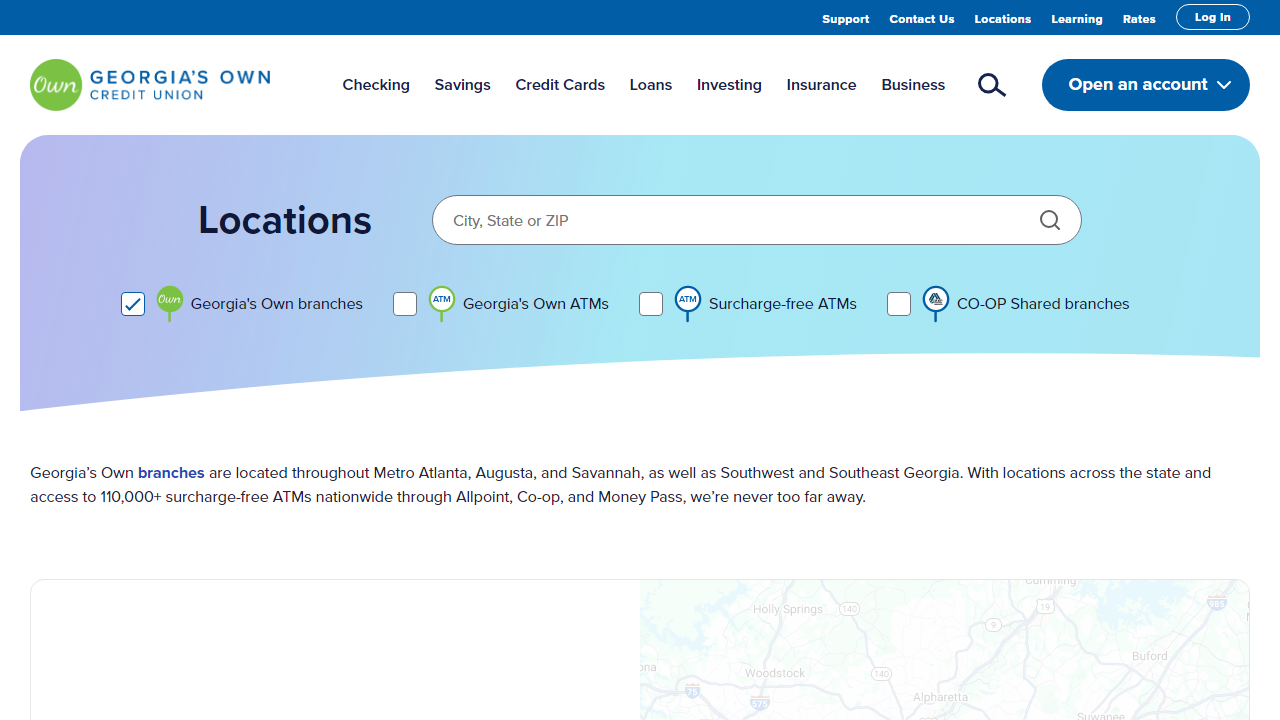 Support Contact Us Locations Learning Rates Log In
Own GEORGIA'S OWN
CREDIT UNION
Checking Savings Credit Cards Loans Investing Insurance Business Open an account
Locations City, State or ZIP
Own Georgia's Own branches ATM Georgia's Own ATMs ATM Surcharge-free ATMs CO-OP Shared branches
Georgia’s Own branches are located throughout Metro Atlanta, Augusta, and Savannah, as well as Southwest and Southeast Georgia. With locations across the state and
access to 110,000+ surcharge-free ATMs nationwide through Allpoint, Co-op, and Money Pass, we’re never too far away.
Cumming
Holly Springs 140 19 985
9
Buford
Woodstock 140
75 575 Alpharetta
Suwanee